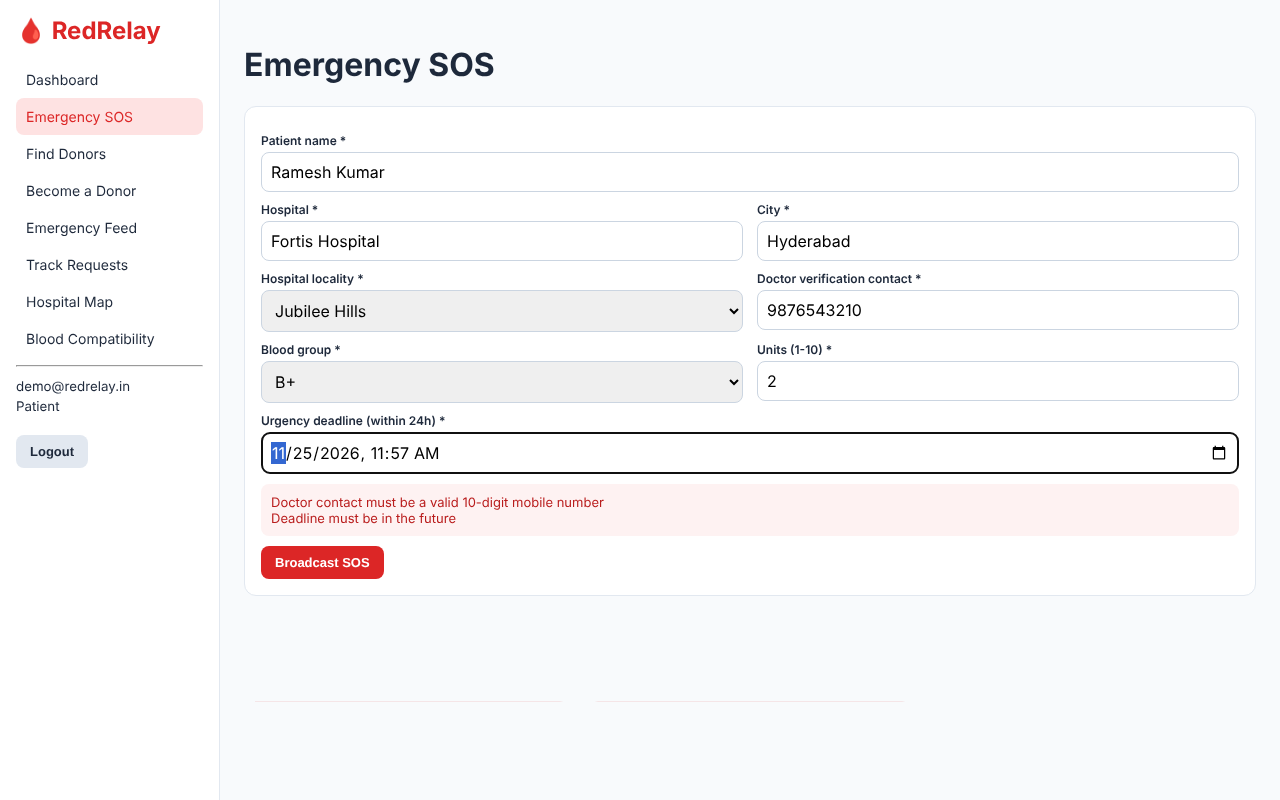 RedRelay
Dashboard
Emergency SOS
Find Donors
Become a Donor
Emergency Feed
Track Requests
Hospital Map
Blood Compatibility
demo@redrelay.in
Patient
Logout
Emergency SOS
Patient name *
Ramesh Kumar
Hospital *
City *
Fortis Hospital
Hyderabad
Hospital locality *
Doctor verification contact *
Jubilee Hills
9876543210
Blood group *
Units (1-10) *
B+
2
Urgency deadline (within 24h) *
11/25/2026, 11:57 AM
Doctor contact must be a valid 10-digit mobile number
Deadline must be in the future
Broadcast SOS